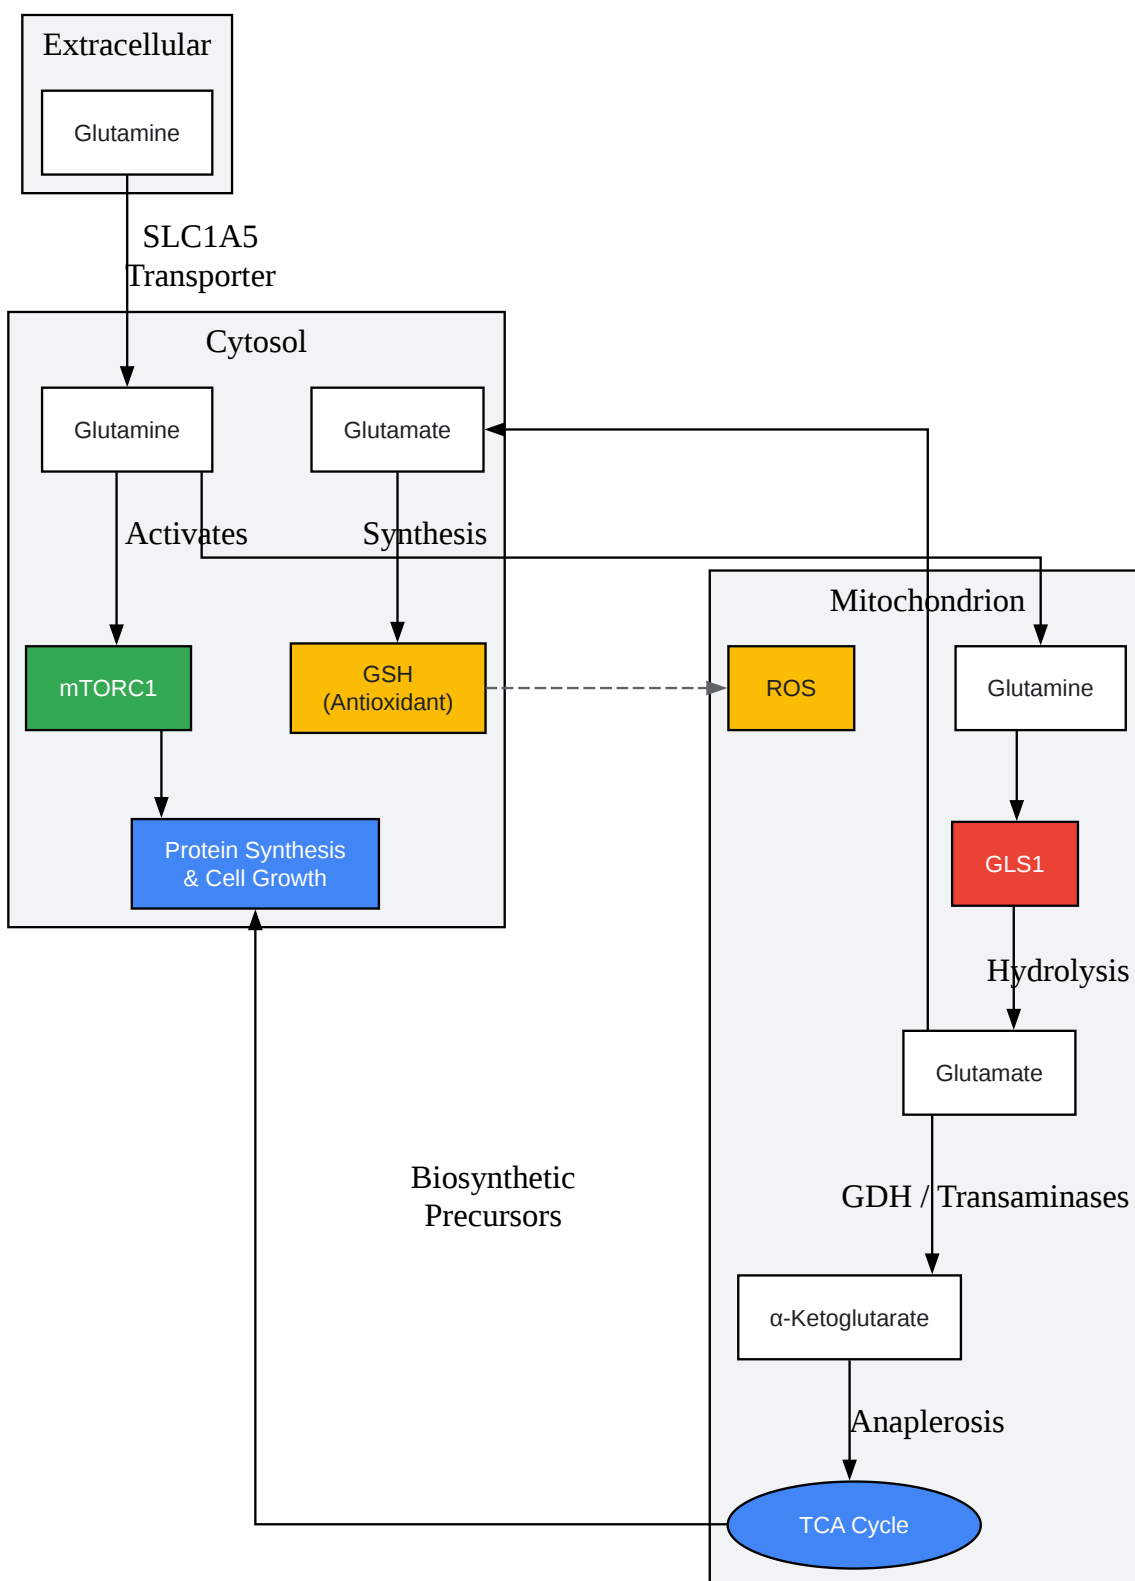 Extracellular
Glutamine
SLC1A5
Transporter
Cytosol
Glutamine
Glutamate
Activates
Synthesis
Mitochondrion
mTORC1
GSH
(Antioxidant)
ROS
Glutamine
Protein Synthesis
& Cell Growth
GLS1
Hydrolysis
Glutamate
Biosynthetic
Precursors
GDH / Transaminases
α-Ketoglutarate
Anaplerosis
TCA Cycle